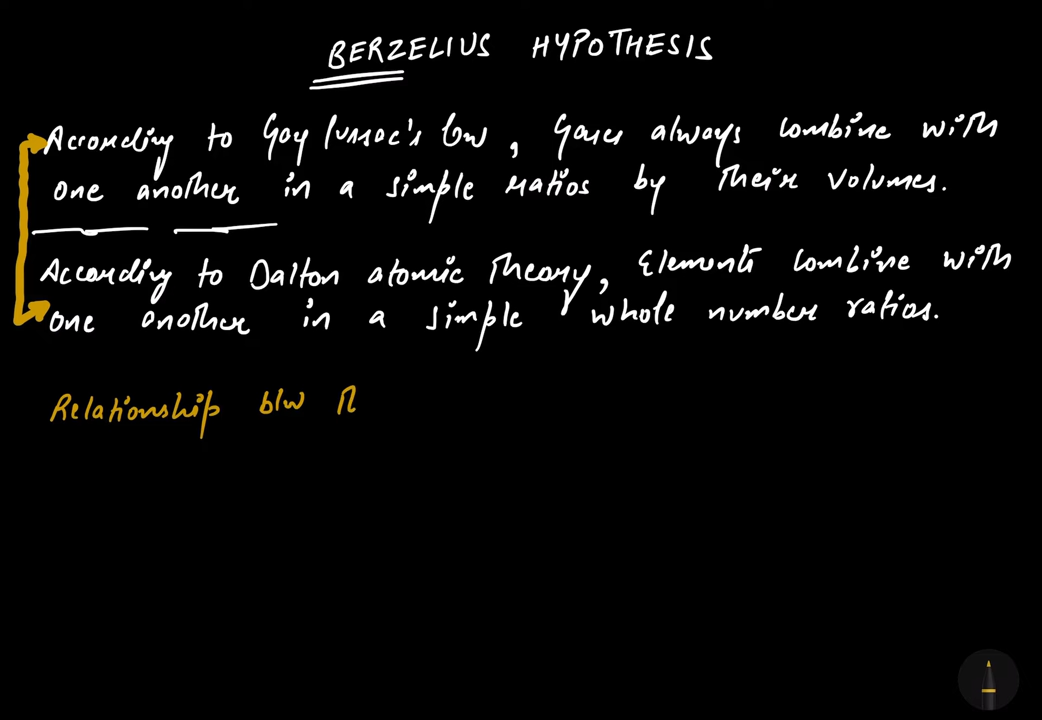 BERZELIUS HYPOTHESIS
According to Gay lussac's law, Gases always combine with
one another in a simple ratios by their volumes.
According to Dalton atomic theory, Elements combine with
one another in a simple whole number ratios.
Relationship b/w